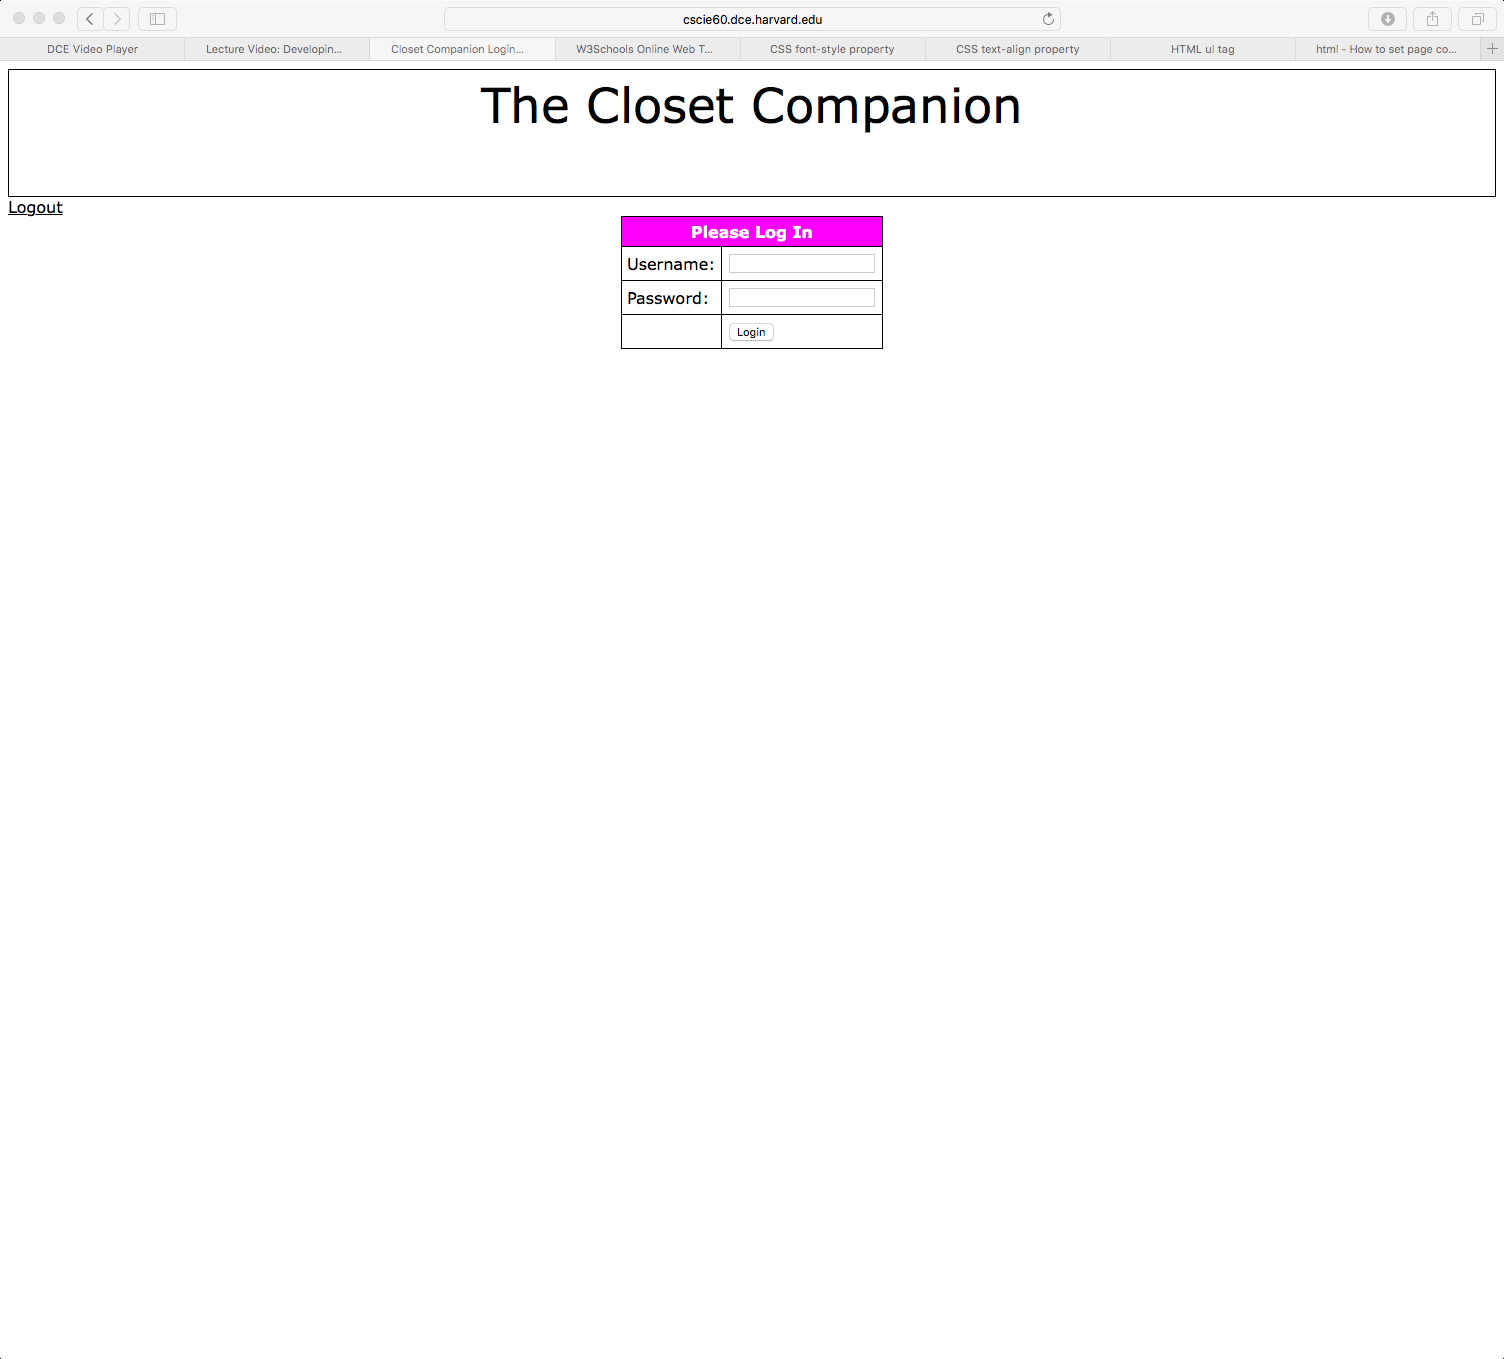 cscie60.dce.harvard.edu
DCE Video Player
Lecture Video: Developin...
Closet Companion Login...
W3Schools Online Web T...
CSS font-style property
CSS text-align property
HTML ul tag
html - How to set page co...
The Closet Companion
Logout
Please Log In
Username:
Password:
Login